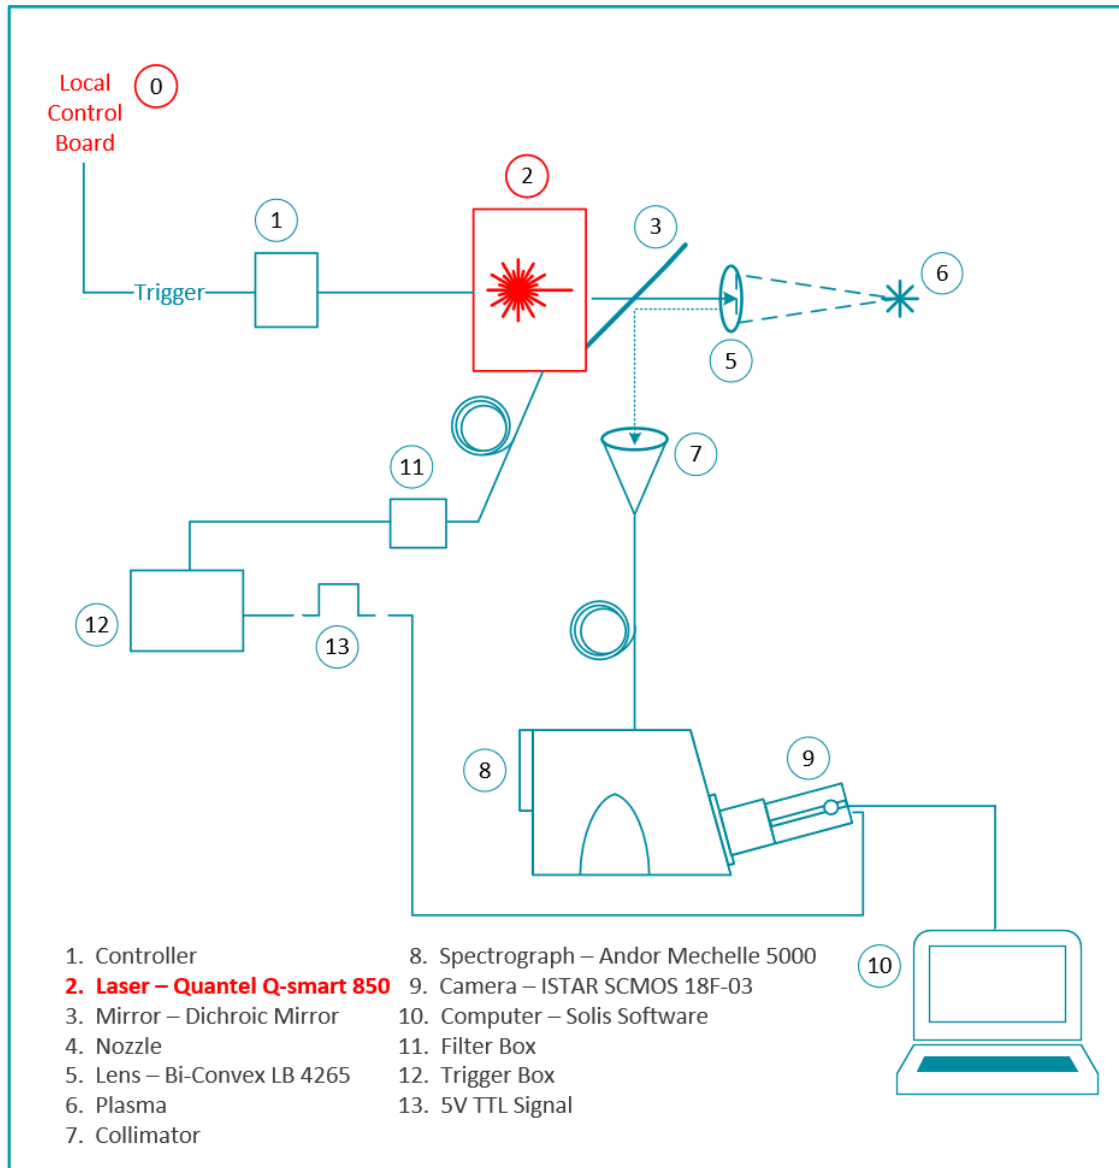 Local
Control
Board
0
2
1
3
Trigger
6
5
7
11
12
13
8
9
10
1. Controller
2. Laser – Quantel Q-smart 850
3. Mirror – Dichroic Mirror
4. Nozzle
5. Lens – Bi-Convex LB 4265
6. Plasma
7. Collimator
8. Spectrograph – Andor Mechelle 5000
9. Camera – ISTAR SCMOS 18F-03
10. Computer – Solis Software
11. Filter Box
12. Trigger Box
13. 5V TTL Signal